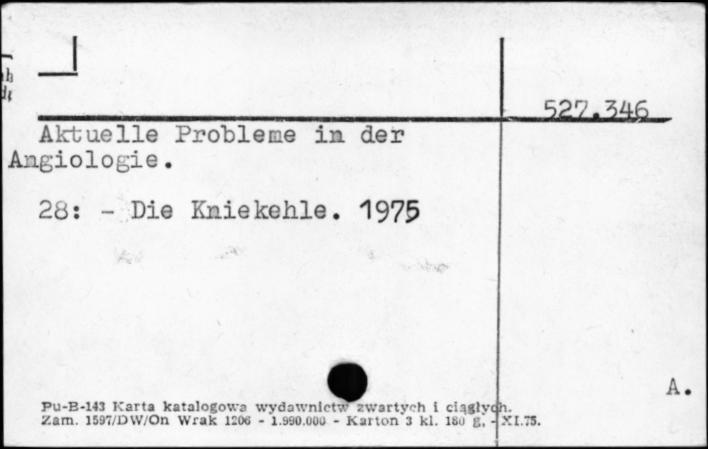 527.346
Aktuelle Probleme in der
Angiologie.
28: - Die Kniekehle. 1975
A.
Pu-B-143 Karta katalogowa wydawnictw zwartych i ciągłych.
Zam. 1597/DW/On Wrak 1206 - 1.990.000 - Karton 3 kl. 180 g, - XI.75.